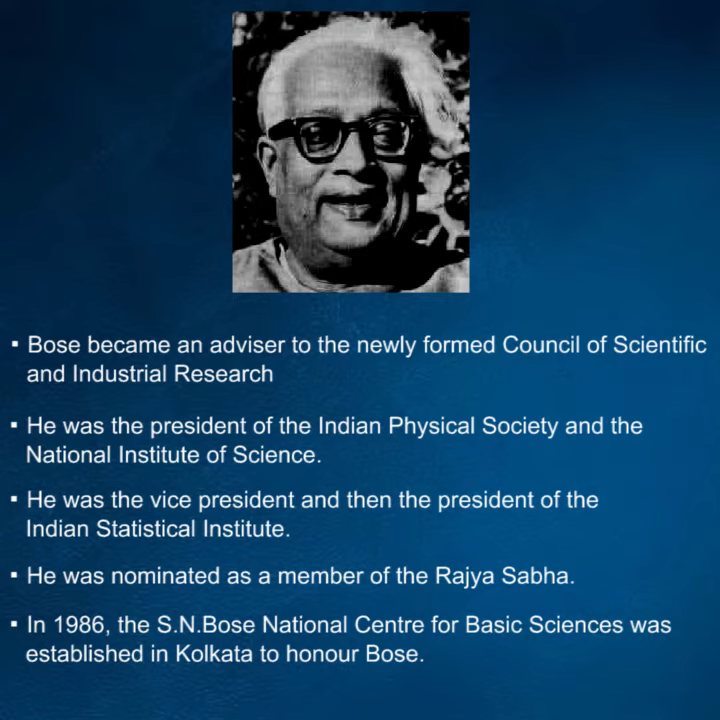 ▪ Bose became an adviser to the newly formed Council of Scientific
and Industrial Research
▪ He was the president of the Indian Physical Society and the
National Institute of Science.
▪ He was the vice president and then the president of the
Indian Statistical Institute.
▪ He was nominated as a member of the Rajya Sabha.
▪ In 1986, the S.N.Bose National Centre for Basic Sciences was
established in Kolkata to honour Bose.